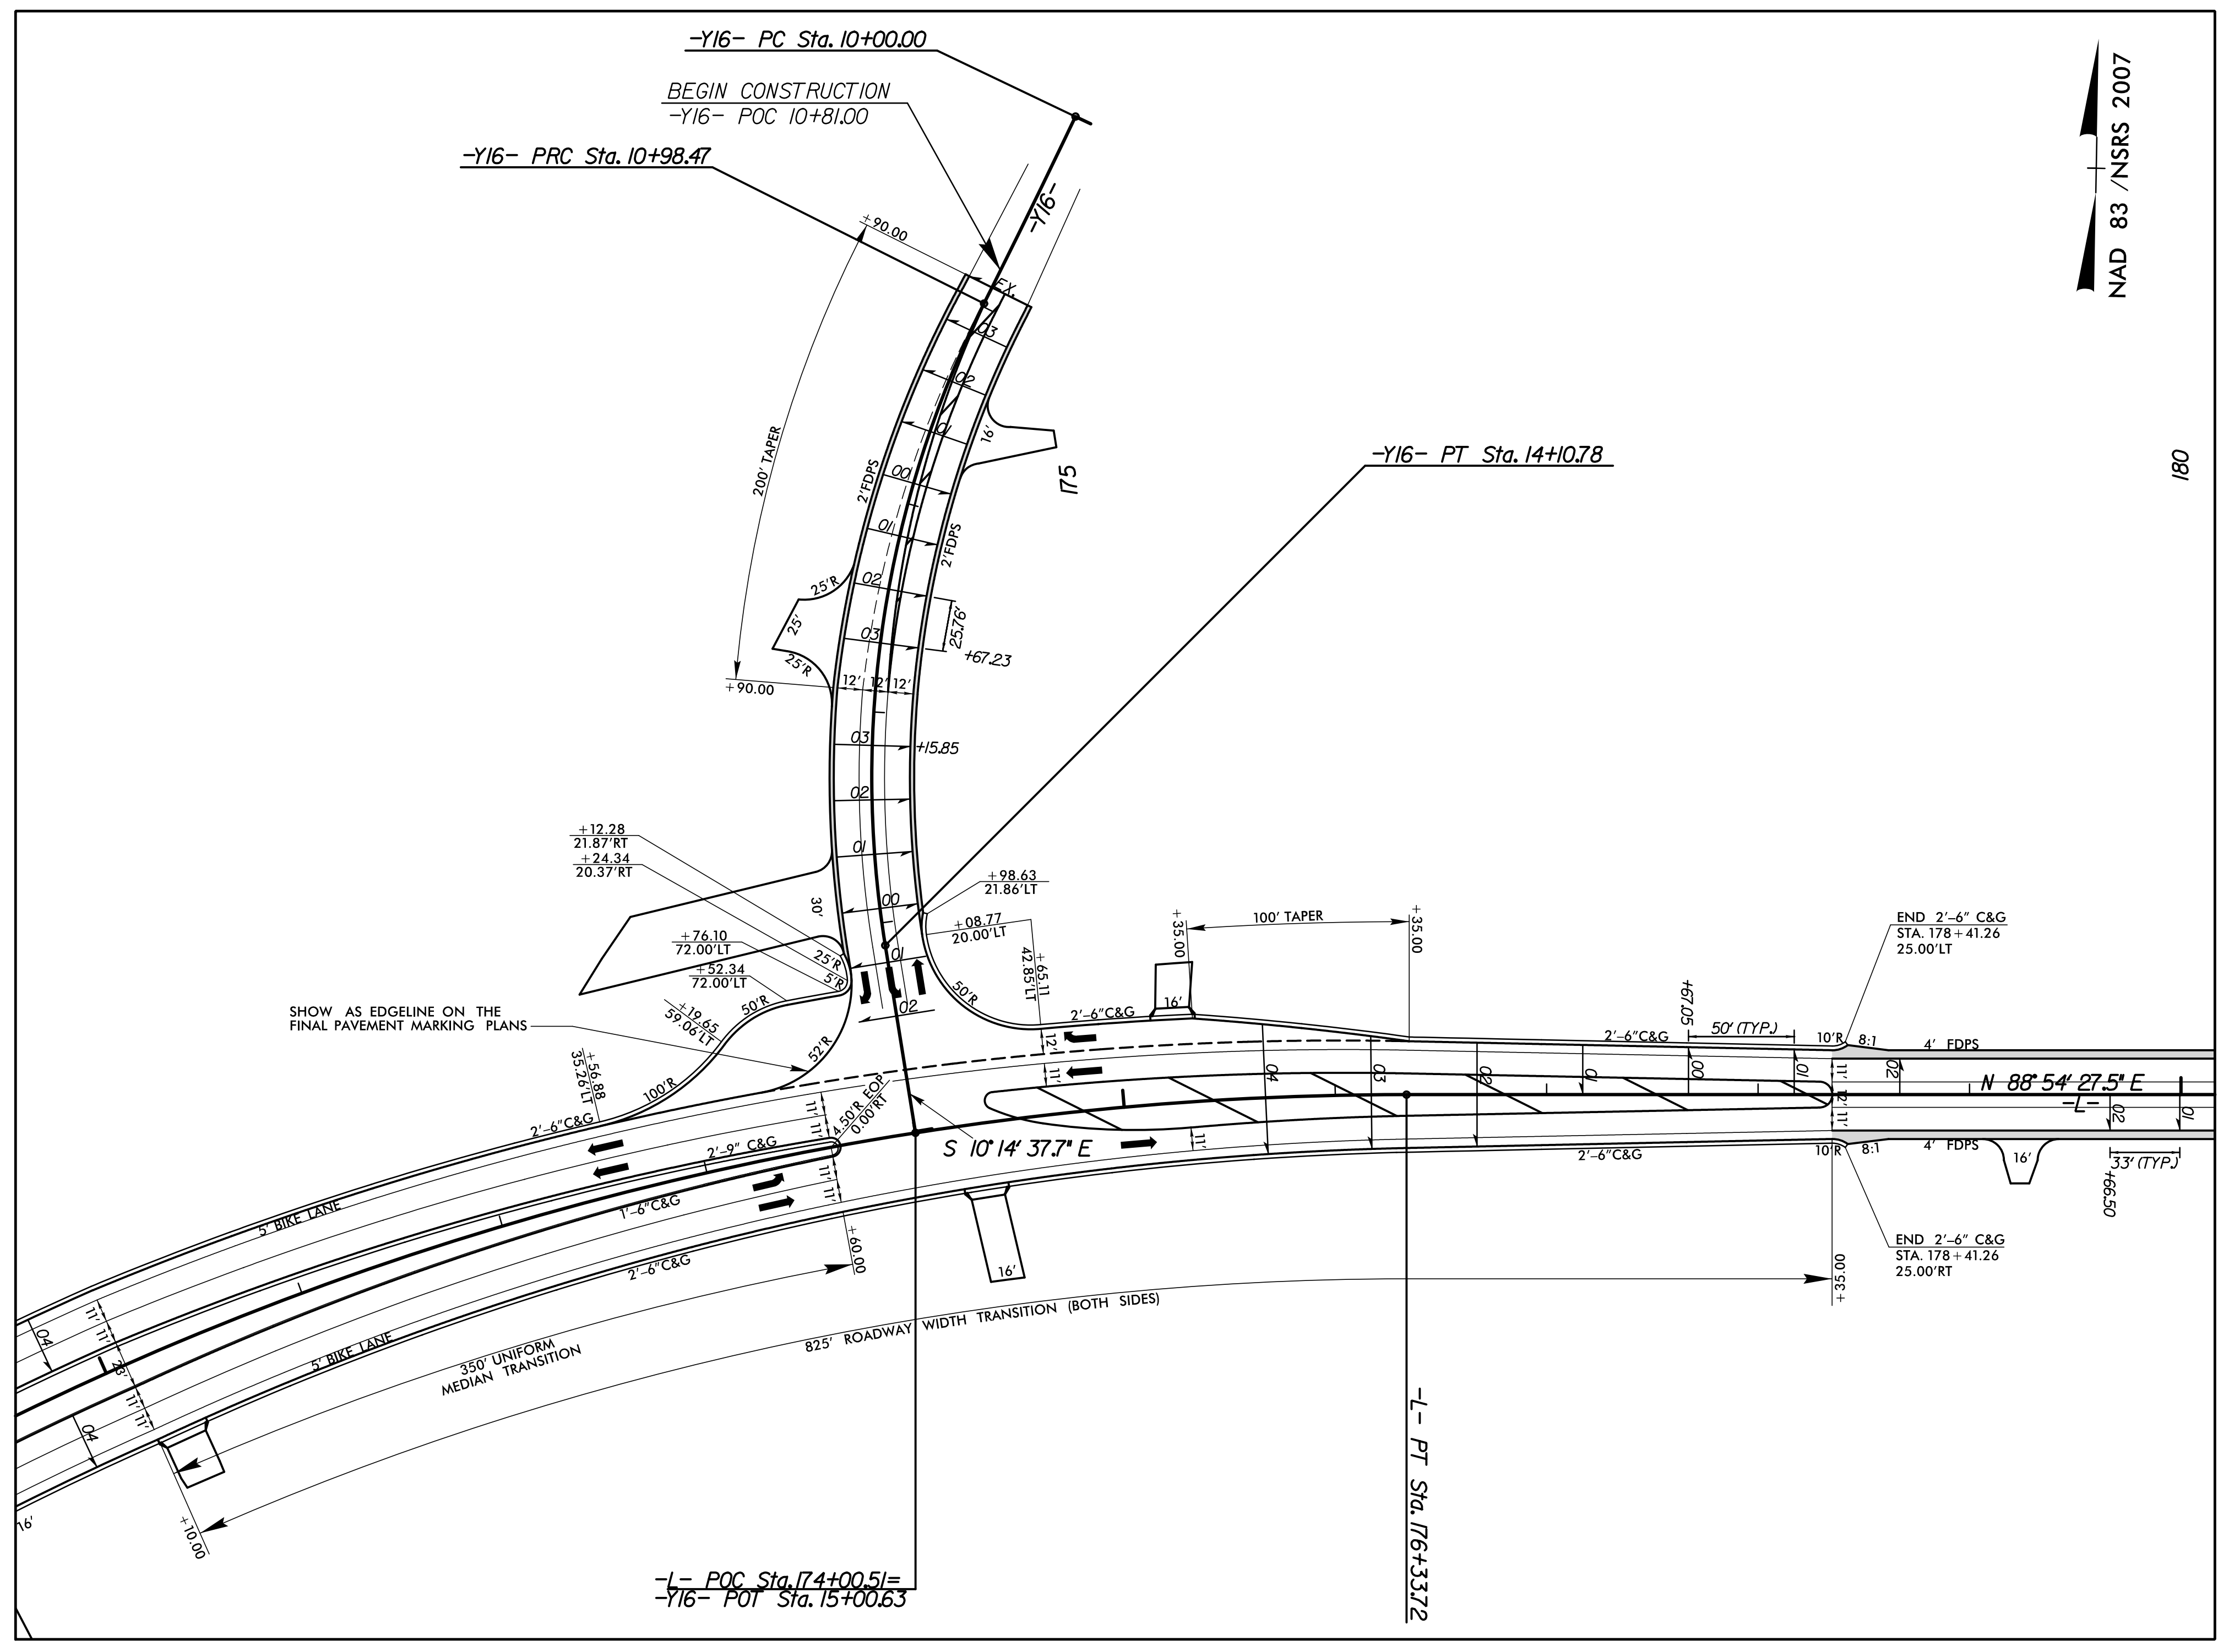 -Y16- PC Sta. 10+00.00
BEGIN CONSTRUCTION
-Y16- POC 10+81.00
-Y16- PRC Sta. 10+98.47
-Y16-
NAD 83 /NSRS 2007
+90.00
EX.
03
02
01
00
01
02
03
200' TAPER
2'FDPS
2'FDPS
16'
175
180
-Y16- PT Sta. 14+10.78
25'R
25'
25'R
25.76'
+67.23
+90.00
12' 12' 12'
03
+15.85
02
01
00
01
02
+12.28
21.87'RT
+24.34
20.37'RT
30'
+98.63
21.86'LT
+08.77
20.00'LT
+76.10
72.00'LT
+52.34
72.00'LT
25'R
5'R
50'R
+19.65
59.06'LT
SHOW AS EDGELINE ON THE
FINAL PAVEMENT MARKING PLANS
+56.88
35.26'LT
100'R
52'R
50'R
+65.11
42.85'LT
+35.00
100' TAPER
+35.00
16'
2'-6"C&G
12'
11'
END 2'-6" C&G
STA. 178+41.26
25.00'LT
+67.05
50' (TYP.)
2'-6"C&G
10'R
8:1
4' FDPS
04
03
02
01
00
01
02
11'
12'
11'
N 88° 54' 27.5" E
-L-
02
01
2'-6"C&G
11'
11'
4.50'R EOP
0.00'RT
2'-9" C&G
S 10° 14' 37.7" E
11'
1'-6"C&G
11'
11'
2'-6"C&G
10'R
8:1
4' FDPS
16'
33' (TYP.)
+66.50
5' BIKE LANE
2'-6"C&G
+60.00
16'
END 2'-6" C&G
STA. 178+41.26
25.00'RT
+35.00
825' ROADWAY WIDTH TRANSITION (BOTH SIDES)
350' UNIFORM
MEDIAN TRANSITION
5' BIKE LANE
04
11' 11'
23'
11' 11'
04
16'
+10.00
-L- PT Sta. 176+33.72
-L- POC Sta. 174+00.51=
-Y16- POT Sta. 15+00.63